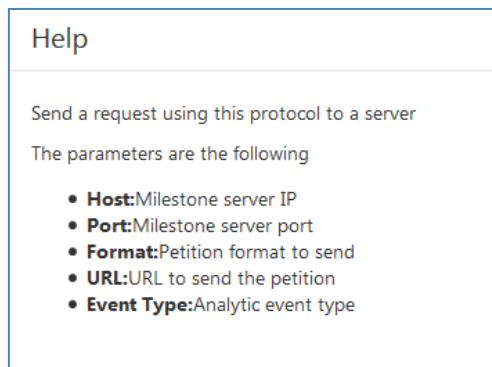 Help
Send a request using this protocol to a server
The parameters are the following
• Host:Milestone server IP
• Port:Milestone server port
• Format:Petition format to send
• URL:URL to send the petition
• Event Type:Analytic event type